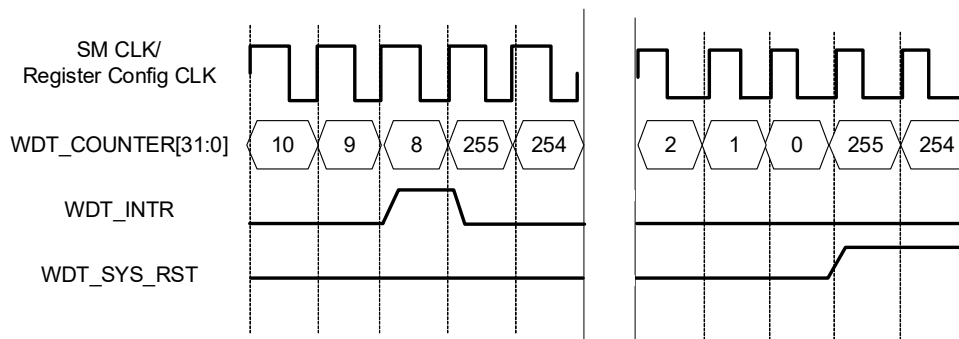 SM CLK/
Register Config CLK
WDT_COUNTER[31:0] 10 9 8 255 254 2 1 0 255 254
WDT_INTR
WDT_SYS_RST